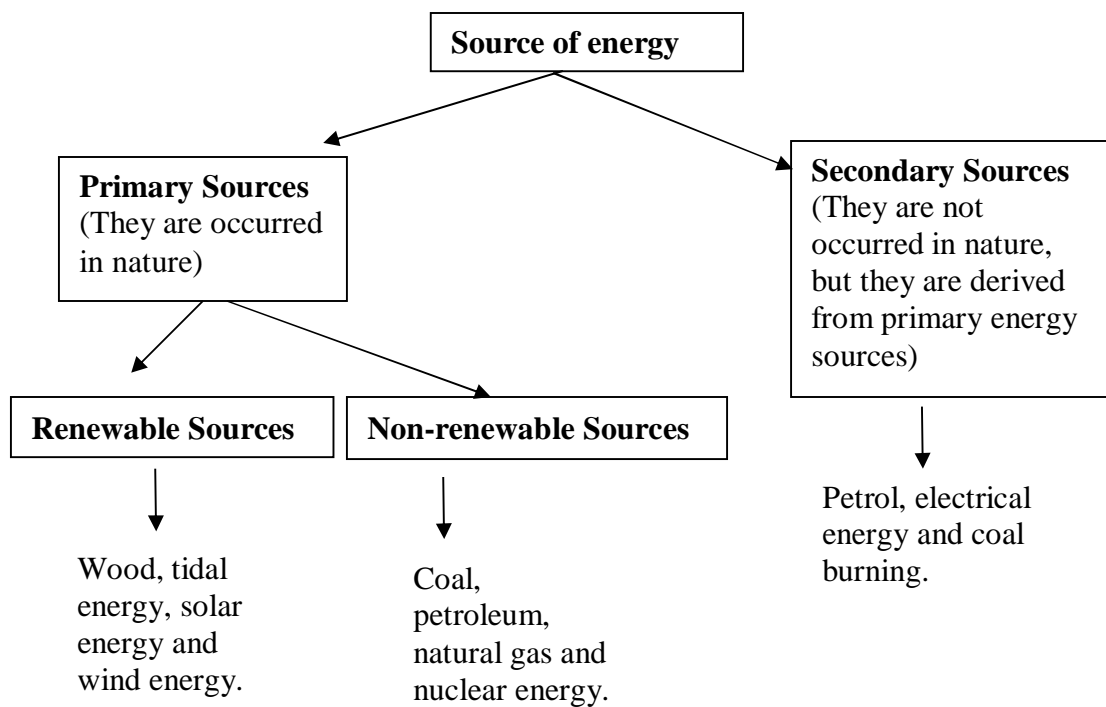 Source of energy
Primary Sources
(They are occurred
in nature)
Secondary Sources
(They are not
occurred in nature,
but they are derived
from primary energy
sources)
Renewable Sources
Non-renewable Sources
Wood, tidal
energy, solar
energy and
wind energy.
Coal,
petroleum,
natural gas and
nuclear energy.
Petrol, electrical
energy and coal
burning.